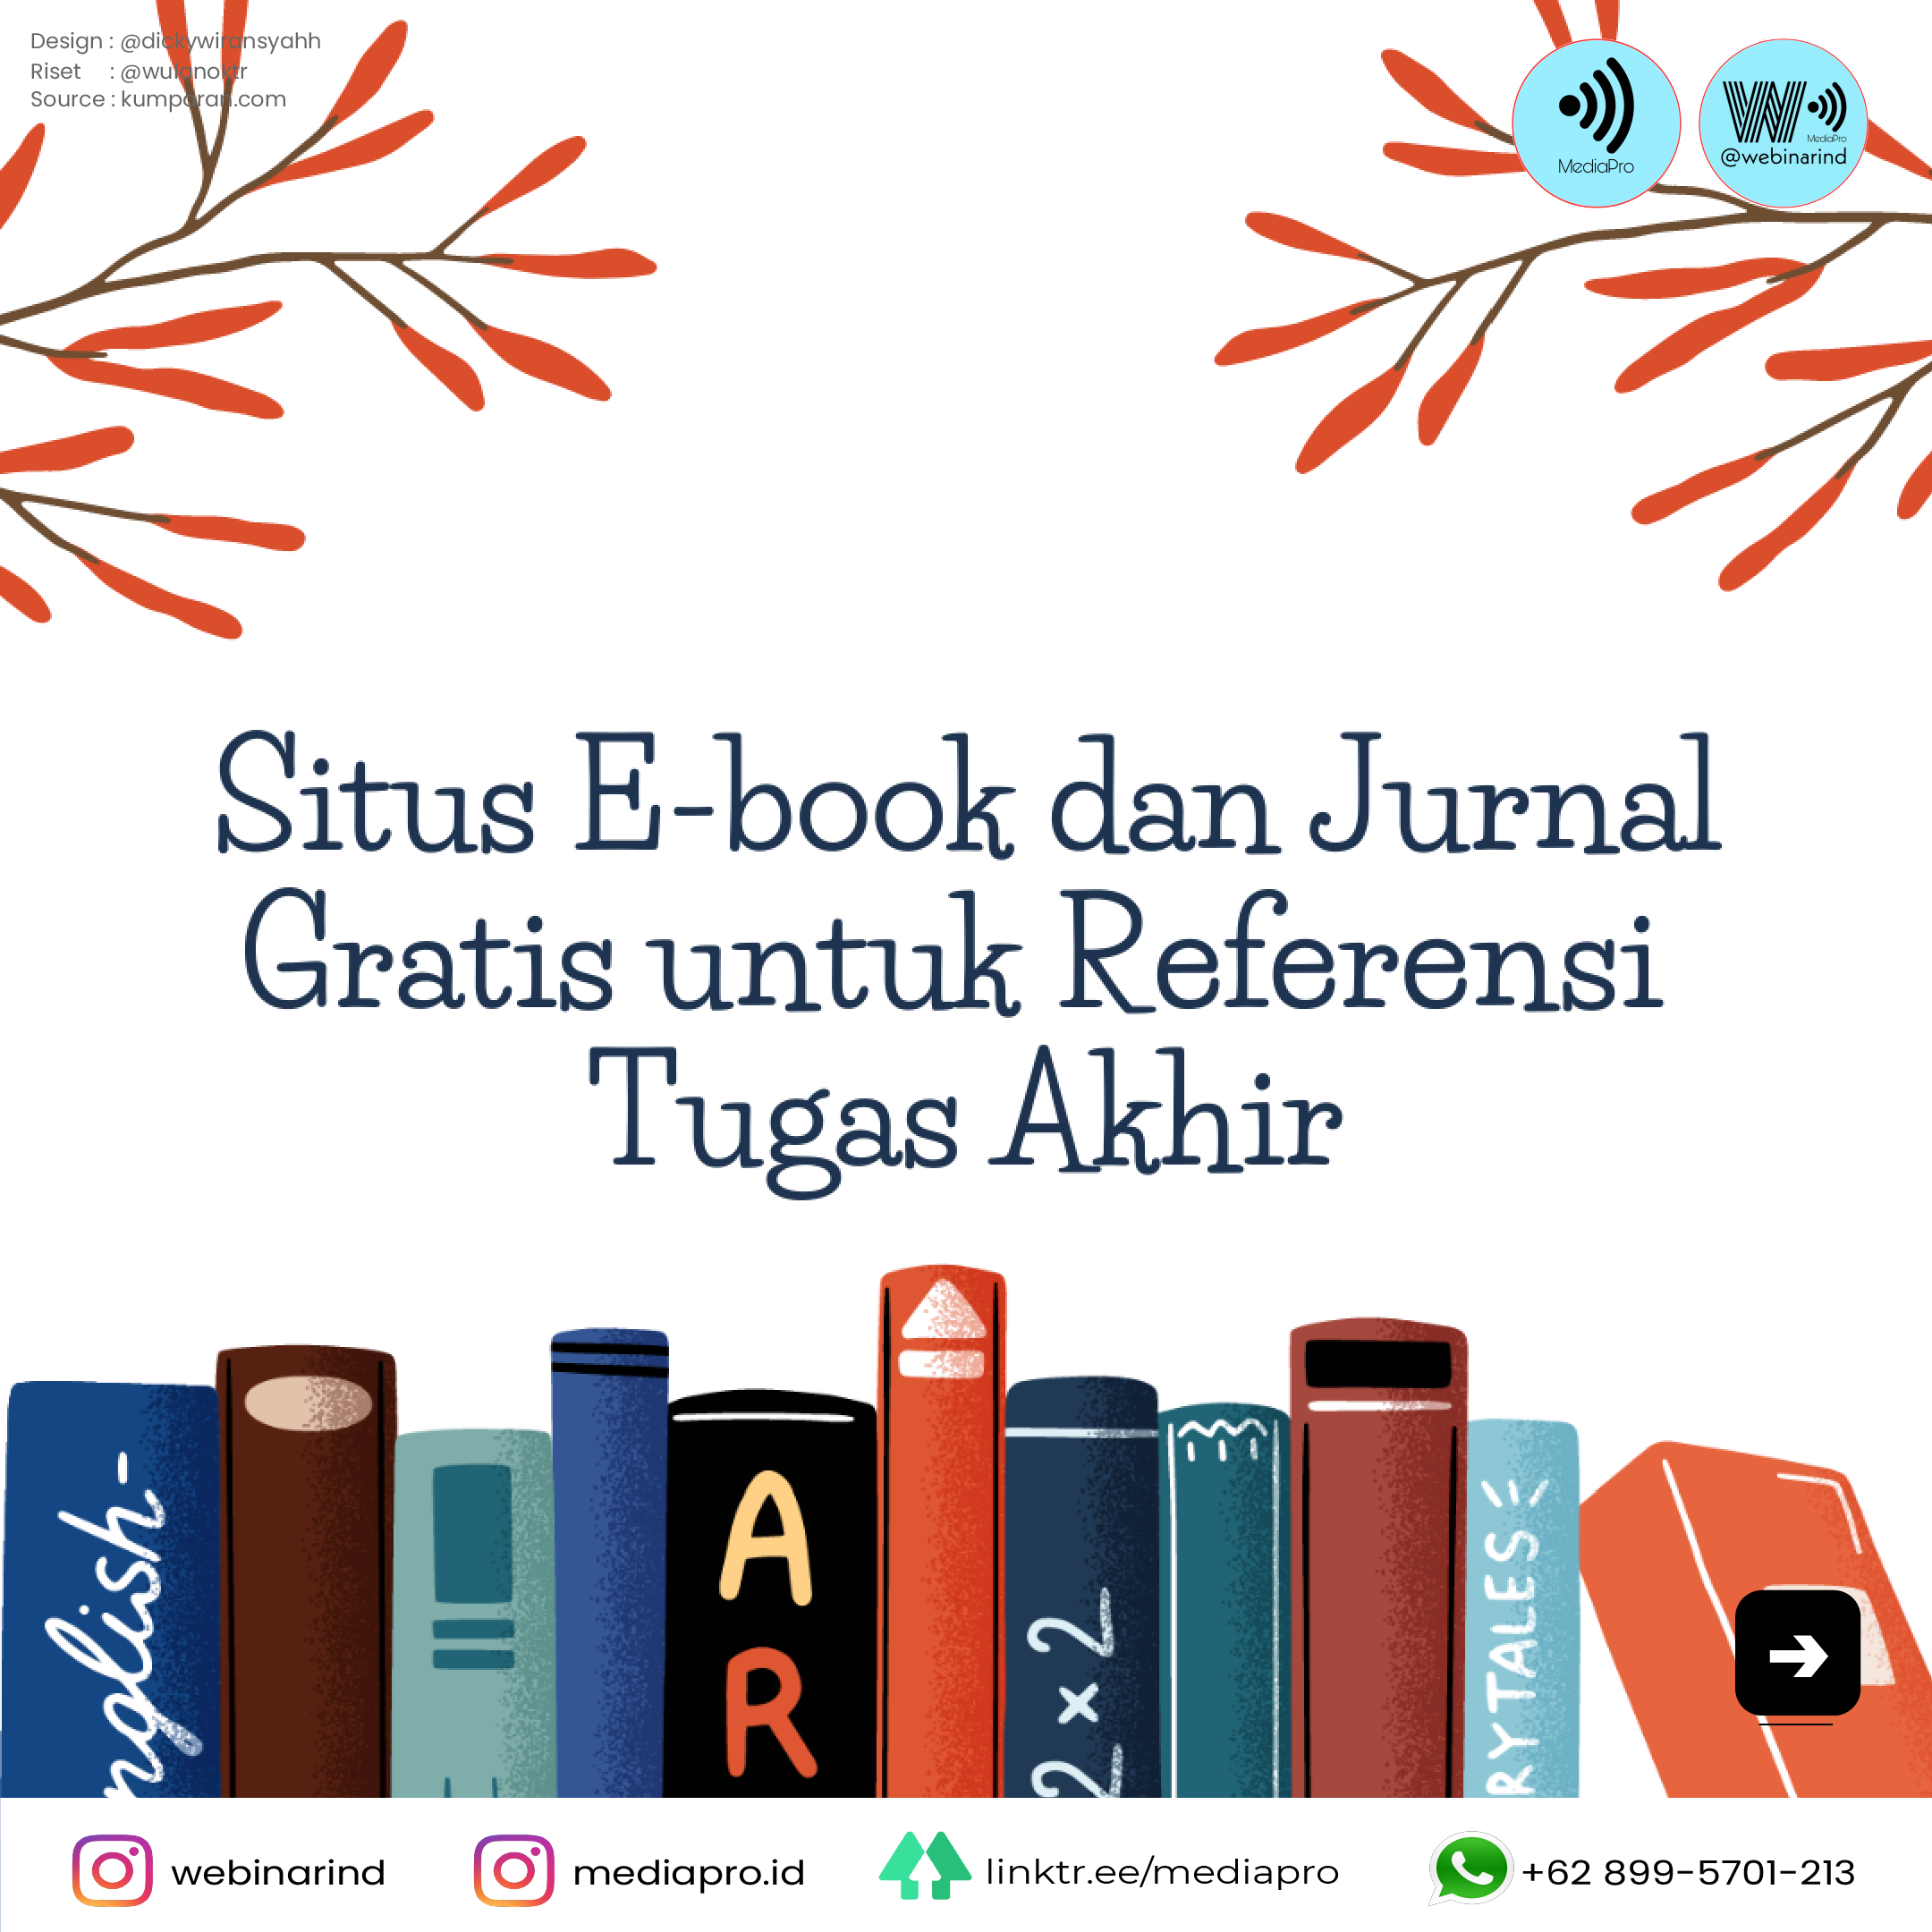 Design : @dickywiransyahh
Riset : @wulanoktr
Source : kumparan.com
MediaPro
W
MediaPro
@webinarind
Situs E-book dan Jurnal
Gratis untuk Referensi
Tugas Akhir
nglish-
A
R
2 x 2
RYTALES
webinarind
mediapro.id
linktr.ee/mediapro
+62 899-5701-213